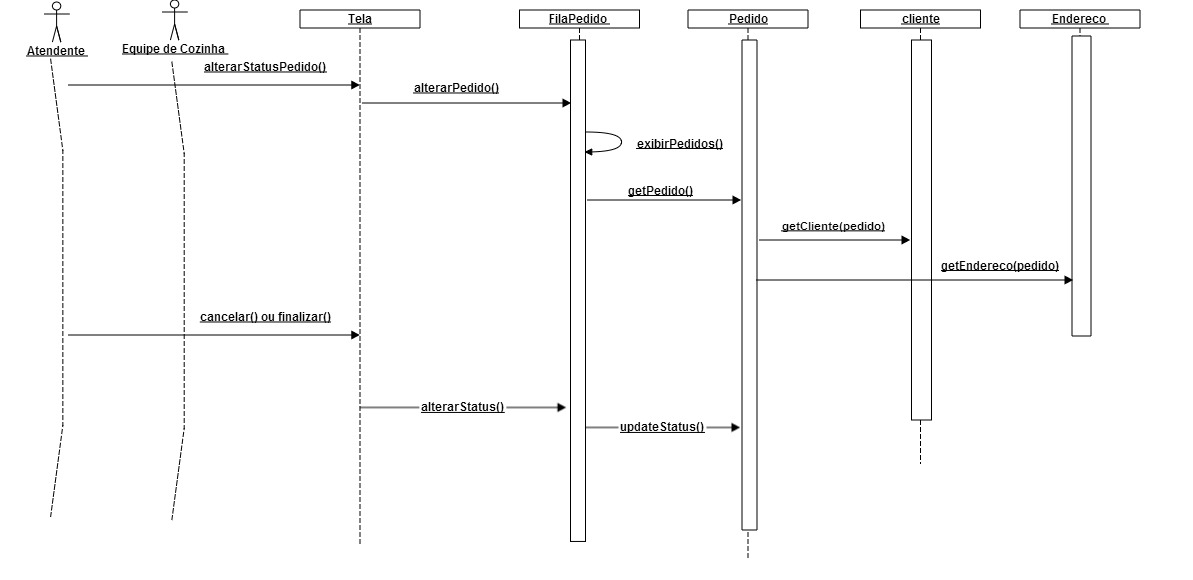 Tela
FilaPedido
Pedido
cliente
Endereco
Atendente
Equipe de Cozinha
alterarStatusPedido()
alterarPedido()
exibirPedidos()
getPedido()
getCliente(pedido)
getEndereco(pedido)
cancelar() ou finalizar()
alterarStatus()
updateStatus()